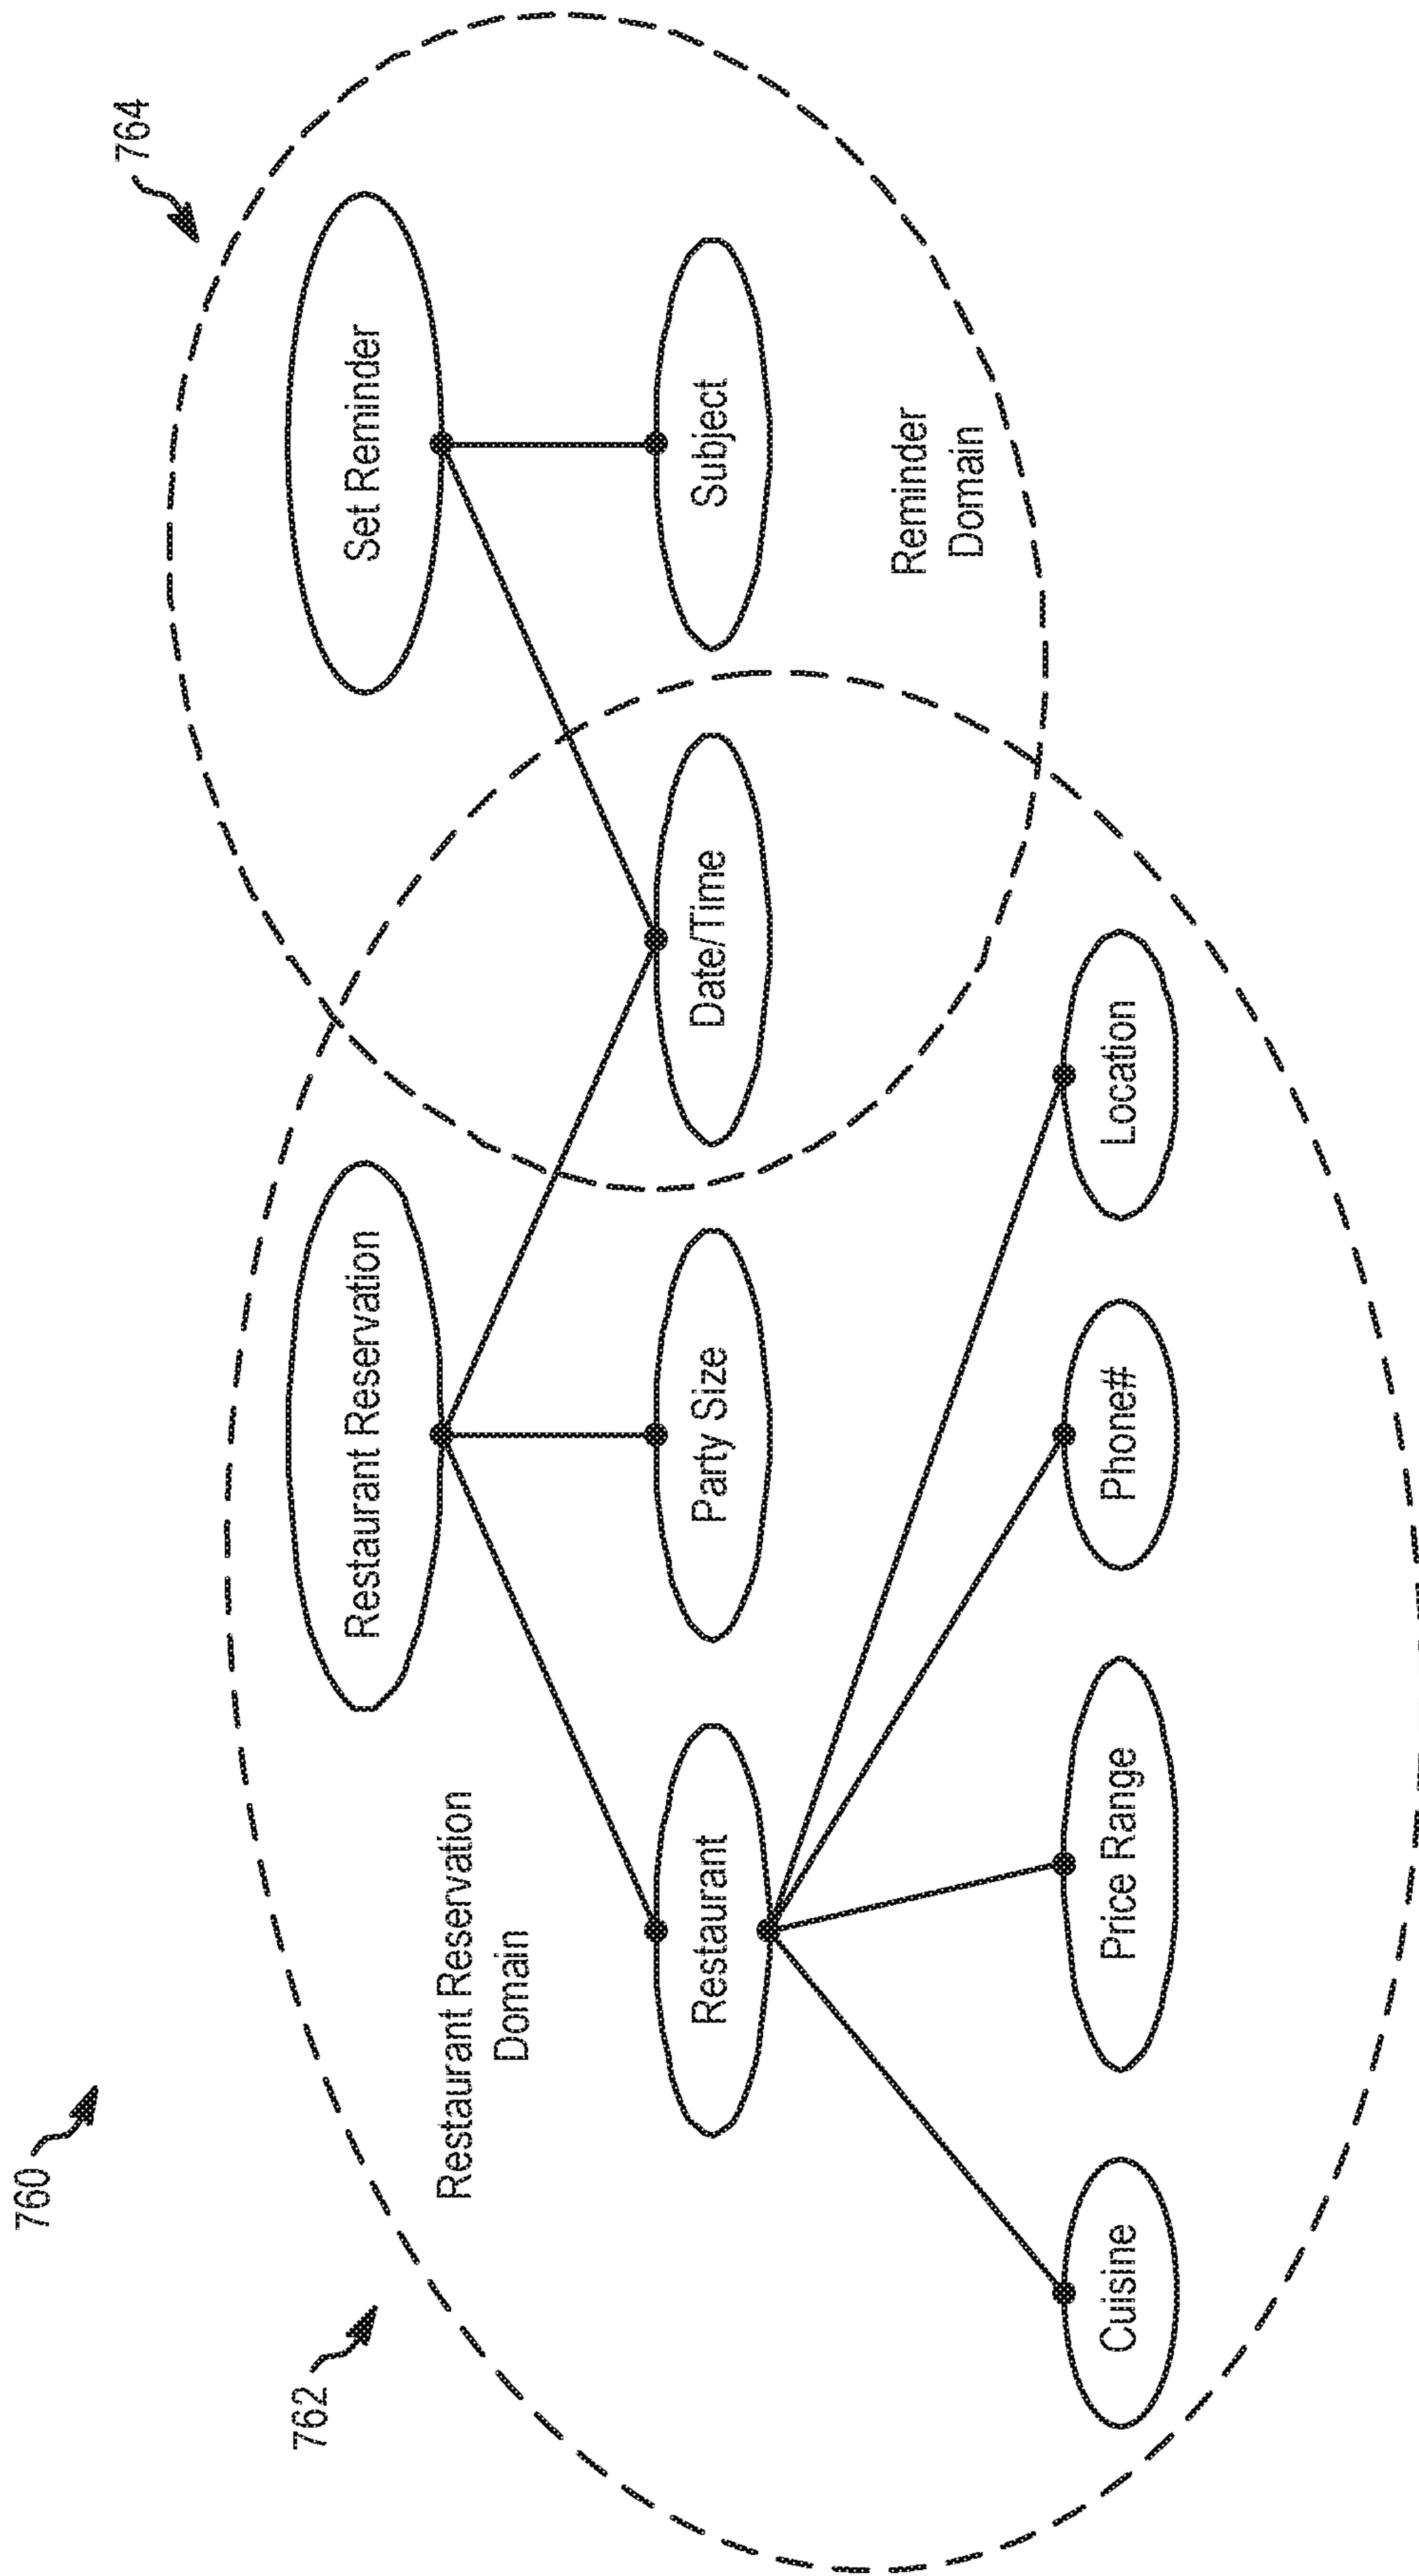 760
762
764
Restaurant Reservation
Set Reminder
Restaurant Reservation
Domain
Restaurant
Party Size
Date/Time
Subject
Reminder
Domain
Cuisine
Price Range
Phone#
Location